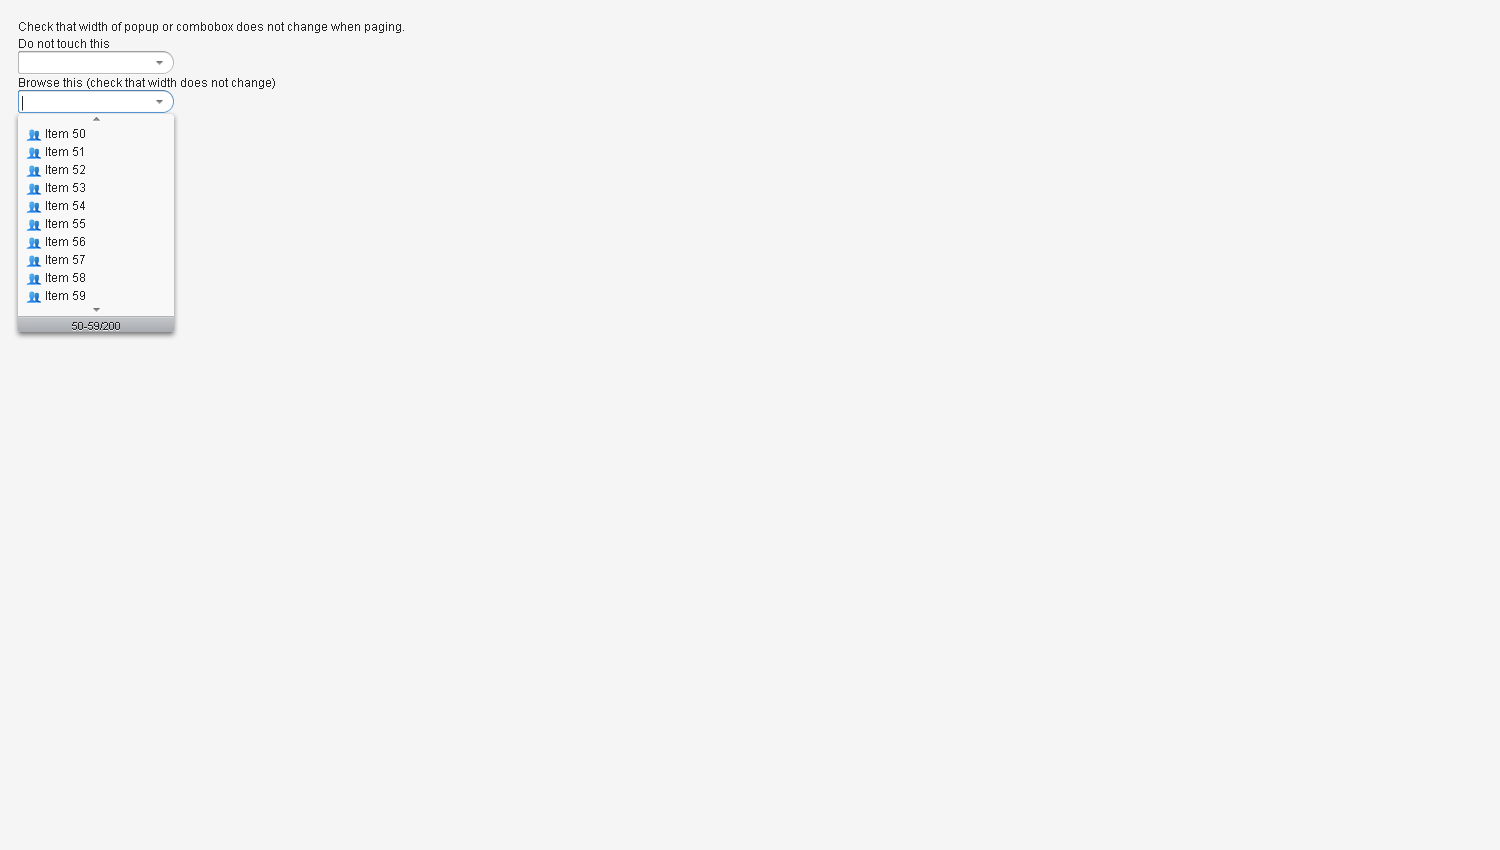 Check that width of popup or combobox does not change when paging.
Do not touch this
Browse this (check that width does not change)
Item 50
Item 51
Item 52
Item 53
Item 54
Item 55
Item 56
Item 57
Item 58
Item 59
50-59/200